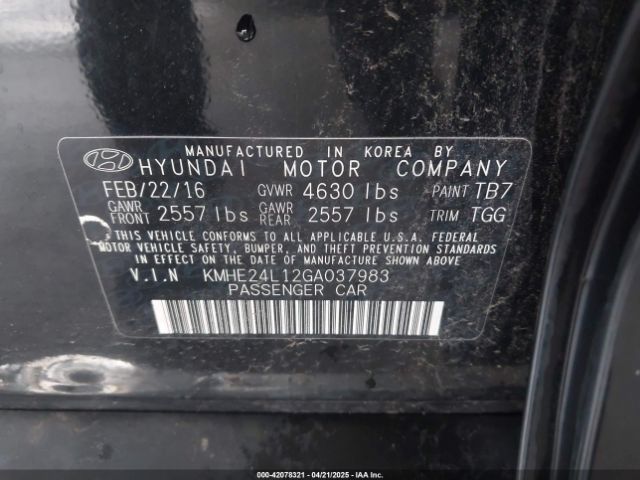 MANUFACTURED IN KOREA BY
HYUNDAI MOTOR COMPANY
FEB/22/16 GVWR 4630 lbs PAINT TB7
GAWR FRONT 2557 lbs GAWR REAR 2557 lbs TRIM TGG
THIS VEHICLE CONFORMS TO ALL APPLICABLE U.S.A. FEDERAL
MOTOR VEHICLE SAFETY, BUMPER, AND THEFT PREVENTION STANDARDS
IN EFFECT ON THE DATE OF MANUFACTURE SHOWN ABOVE.
V.I.N KMHE24L12GA037983
PASSENGER CAR
000-42078321 04/21/2025 IAAI.com